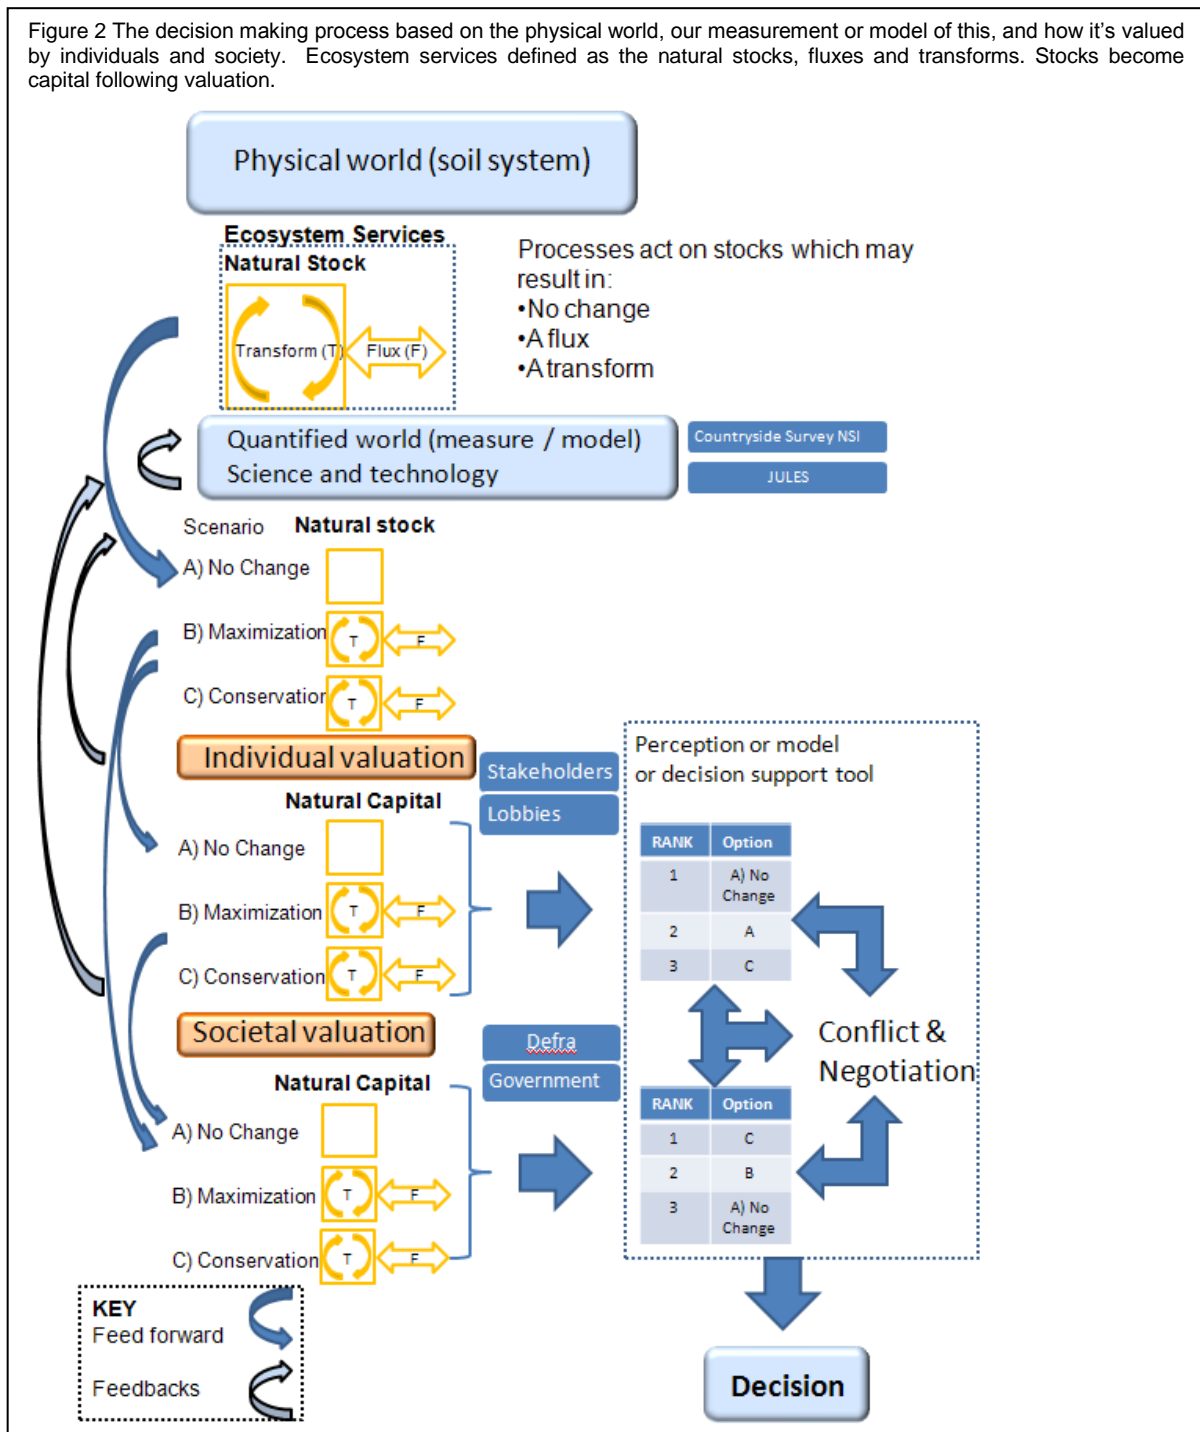 Figure 2 The decision making process based on the physical world, our measurement or model of this, and how it’s valued
by individuals and society.  Ecosystem services defined as the natural stocks, fluxes and transforms. Stocks become
capital following valuation.
Physical world (soil system)
Ecosystem Services
Natural Stock
Transform (T)
Flux (F)
Processes act on stocks which may
result in:
•No change
•A flux
•A transform
Quantified world (measure / model)
Science and technology
Countryside Survey NSI
JULES
Scenario
Natural stock
A) No Change
B) Maximization
T
F
C) Conservation
T
F
Individual valuation
Stakeholders
Lobbies
Natural Capital
A) No Change
B) Maximization
T
F
C) Conservation
T
F
Perception or model
or decision support tool
RANK Option
1 A) No
Change
2 A
3 C
Conflict &
Negotiation
Societal valuation
Defra
Government
Natural Capital
A) No Change
B) Maximization
T
F
C) Conservation
T
F
RANK Option
1 C
2 B
3 A) No
Change
KEY
Feed forward
Feedbacks
Decision